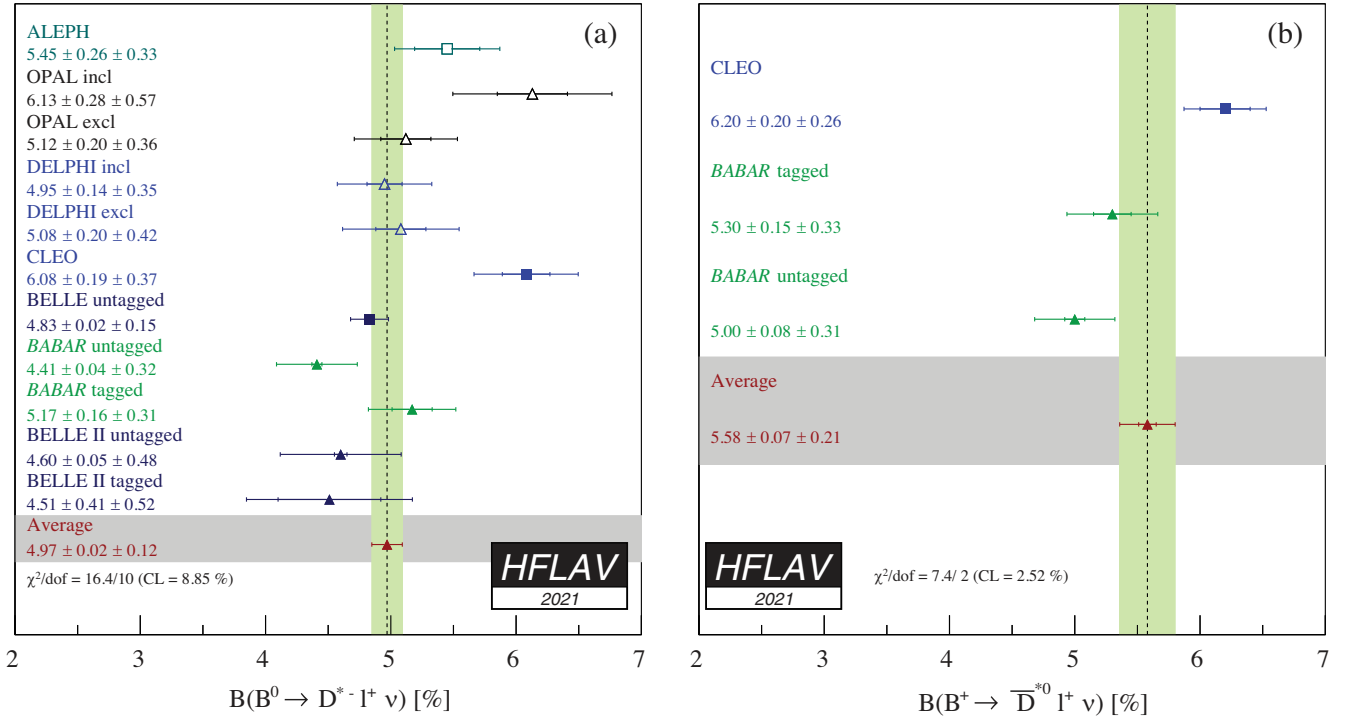 (a)
ALEPH
5.45 ± 0.26 ± 0.33
OPAL incl
6.13 ± 0.28 ± 0.57
OPAL excl
5.12 ± 0.20 ± 0.36
DELPHI incl
4.95 ± 0.14 ± 0.35
DELPHI excl
5.08 ± 0.20 ± 0.42
CLEO
6.08 ± 0.19 ± 0.37
BELLE untagged
4.83 ± 0.02 ± 0.15
BABAR untagged
4.41 ± 0.04 ± 0.32
BABAR tagged
5.17 ± 0.16 ± 0.31
BELLE II untagged
4.60 ± 0.05 ± 0.48
BELLE II tagged
4.51 ± 0.41 ± 0.52
Average
4.97 ± 0.02 ± 0.12
HFLAV
2021
χ²/dof = 16.4/10 (CL = 8.85 %)
2 3 4 5 6 7
B(B⁰ → D*⁻ l⁺ ν) [%]
(b)
CLEO
6.20 ± 0.20 ± 0.26
BABAR tagged
5.30 ± 0.15 ± 0.33
BABAR untagged
5.00 ± 0.08 ± 0.31
Average
5.58 ± 0.07 ± 0.21
HFLAV
2021
χ²/dof = 7.4/ 2 (CL = 2.52 %)
2 3 4 5 6 7
B(B⁺ → D̅*⁰ l⁺ ν) [%]